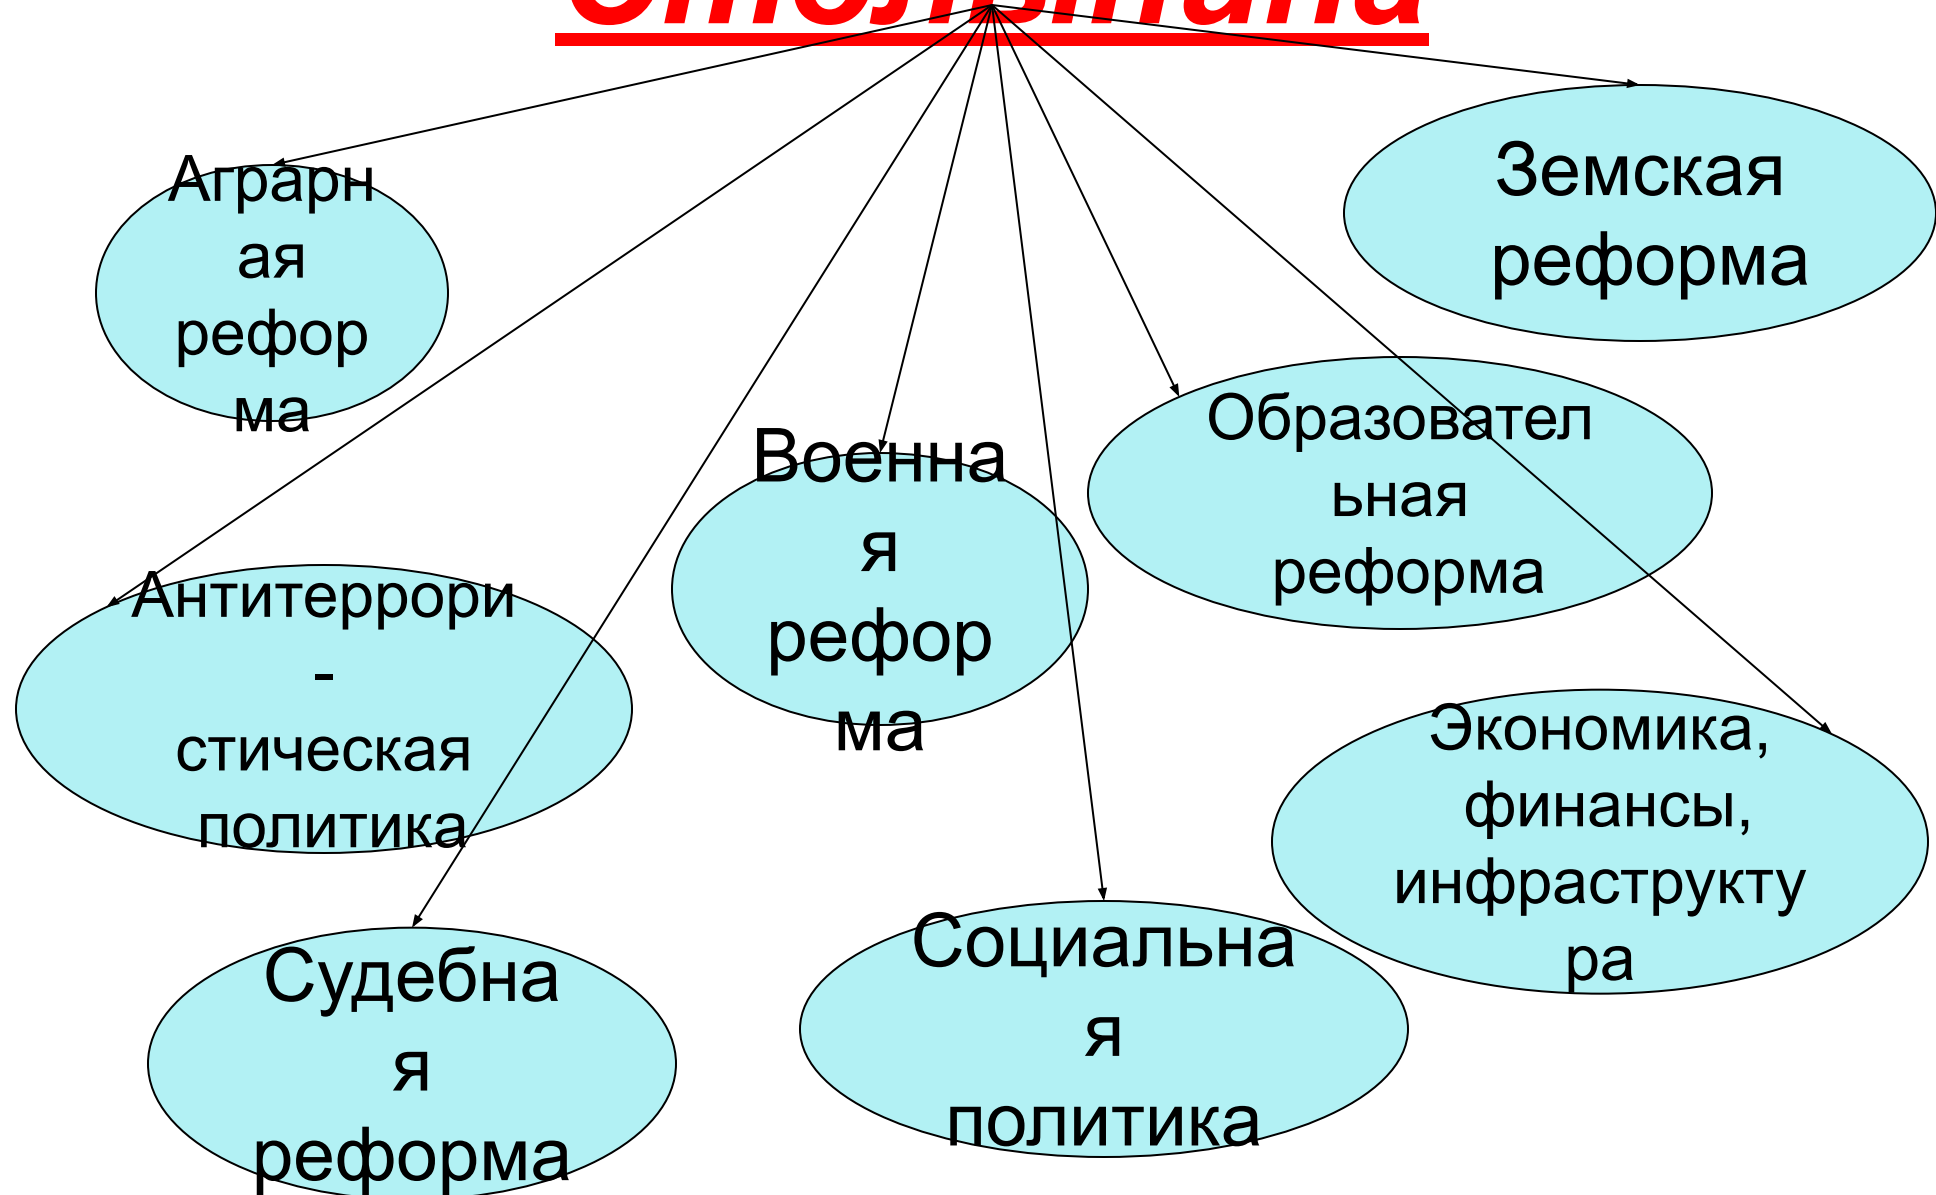 Столыпина
Аграрн
ая
рефор
ма
Земская
реформа
Образовател
ьная
реформа
Военна
я
рефор
ма
Антитеррори
-
стическая
политика
Экономика,
финансы,
инфраструкту
ра
Судебна
я
реформа
Социальна
я
политика